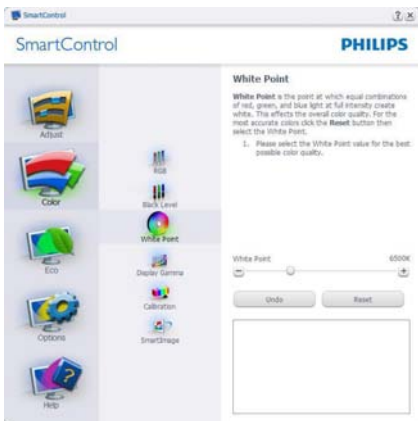 SmartControl
SmartControl
PHILIPS
Adjust
Color
Eco
Options
Help
RGB
Black Level
White Point
Display Gamma
Calibration
SmartImage
White Point
White Point is the point at which equal combinations
of red, green, and blue light at full intensity create
white. This effects the overall color quality. For the
most accurate colors click the Reset button then
select the White Point.
1. Please select the White Point value for the best
possible color quality.
White Point 6500K
Undo Reset